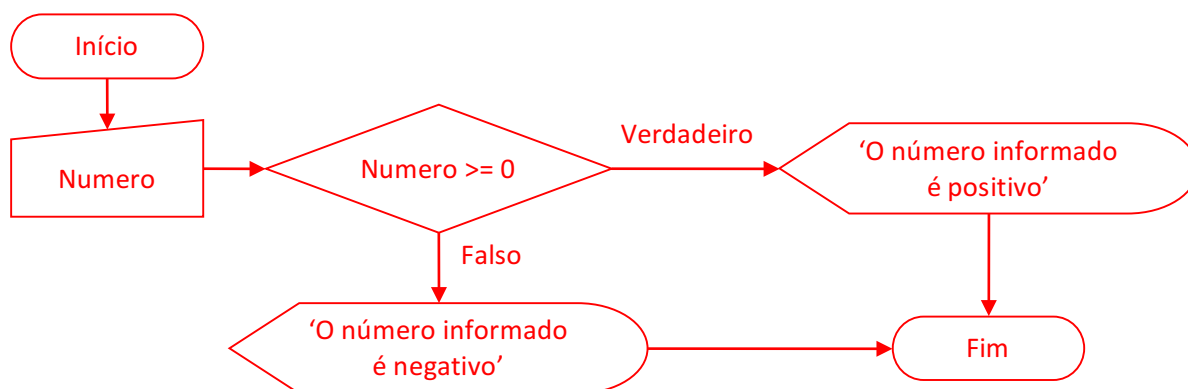 Início
Numero
Numero >= 0
Verdadeiro
‘O número informado
é positivo’
Falso
‘O número informado
é negativo’
Fim